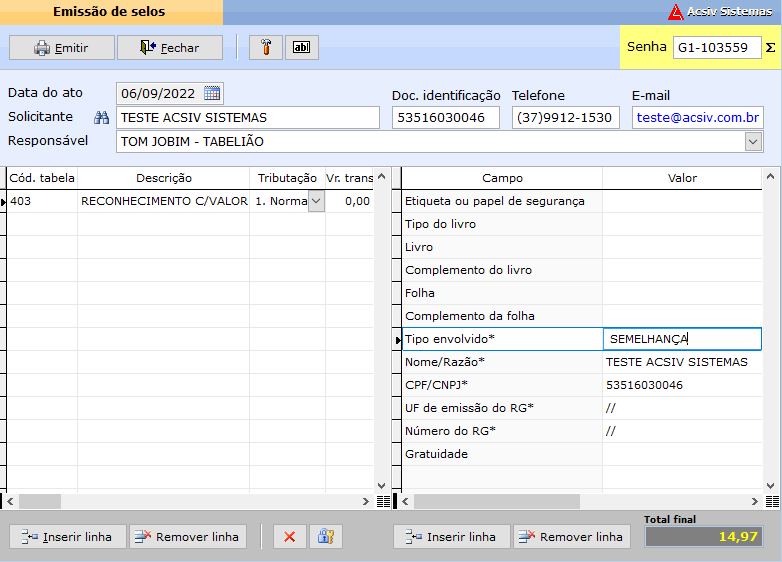 Emissão de selos
Acsiv Sistemas
Emitir
Fechar
abl
Senha
G1-103559
Σ
Data do ato
06/09/2022
Doc. identificação
Telefone
E-mail
Solicitante
TESTE ACSIV SISTEMAS
53516030046
(37)9912-1530
teste@acsiv.com.br
Responsável
TOM JOBIM - TABELIÃO
Cód. tabela
Descrição
Tributação
Vr. trans
403
RECONHECIMENTO C/VALOR
1. Norma
0,00
Campo
Valor
Etiqueta ou papel de segurança
Tipo do livro
Livro
Complemento do livro
Folha
Complemento da folha
Tipo envolvido*
SEMELHANÇA
Nome/Razão*
TESTE ACSIV SISTEMAS
CPF/CNPJ*
53516030046
UF de emissão do RG*
//
Número do RG*
//
Gratuidade
Inserir linha
Remover linha
Inserir linha
Remover linha
Total final
14,97